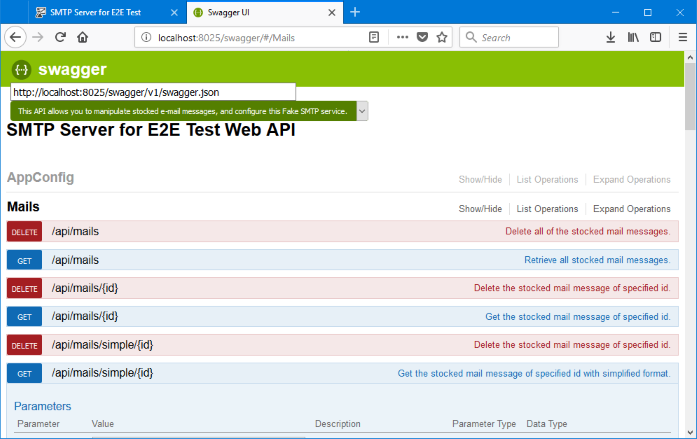 SMTP Server for E2E Test
Swagger UI
localhost:8025/swagger/#/Mails
Search
swagger
http://localhost:8025/swagger/v1/swagger.json
This API allows you to manipulate stocked e-mail messages, and configure this Fake SMTP service.
SMTP Server for E2E Test Web API
AppConfig Show/Hide List Operations Expand Operations
Mails Show/Hide List Operations Expand Operations
DELETE /api/mails Delete all of the stocked mail messages.
GET /api/mails Retrieve all stocked mail messages.
DELETE /api/mails/{id} Delete the stocked mail message of specified id.
GET /api/mails/{id} Get the stocked mail message of specified id.
DELETE /api/mails/simple/{id} Delete the stocked mail message of specified id.
GET /api/mails/simple/{id} Get the stocked mail message of specified id with simplified format.
Parameters
Parameter Value Description Parameter Type Data Type